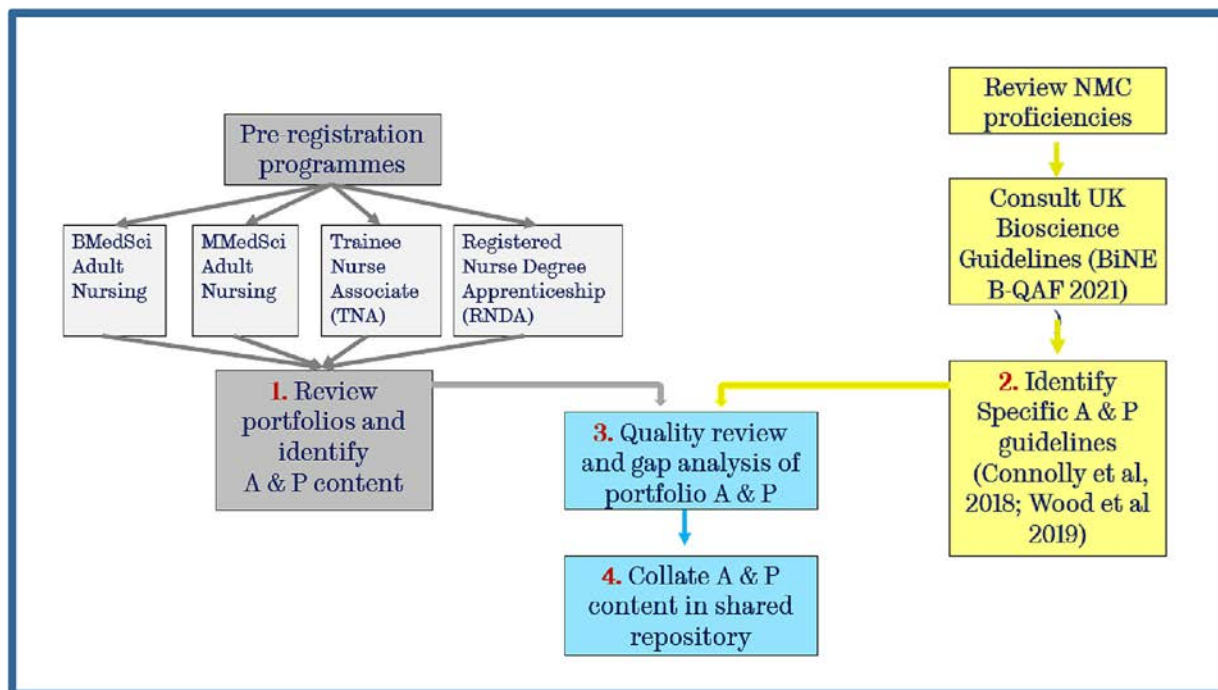 Pre-registration
programmes
BMedSci
Adult
Nursing
MMedSci
Adult
Nursing
Trainee
Nurse
Associate
(TNA)
Registered
Nurse Degree
Apprenticeship
(RNDA)
1. Review
portfolios and
identify
A & P content
Review NMC
proficiencies
Consult UK
Bioscience
Guidelines (BiNE
B-QAF 2021)
)
2. Identify
Specific A & P
guidelines
(Connolly et al,
2018; Wood et al
2019)
3. Quality review
and gap analysis of
portfolio A & P
4. Collate A & P
content in shared
repository